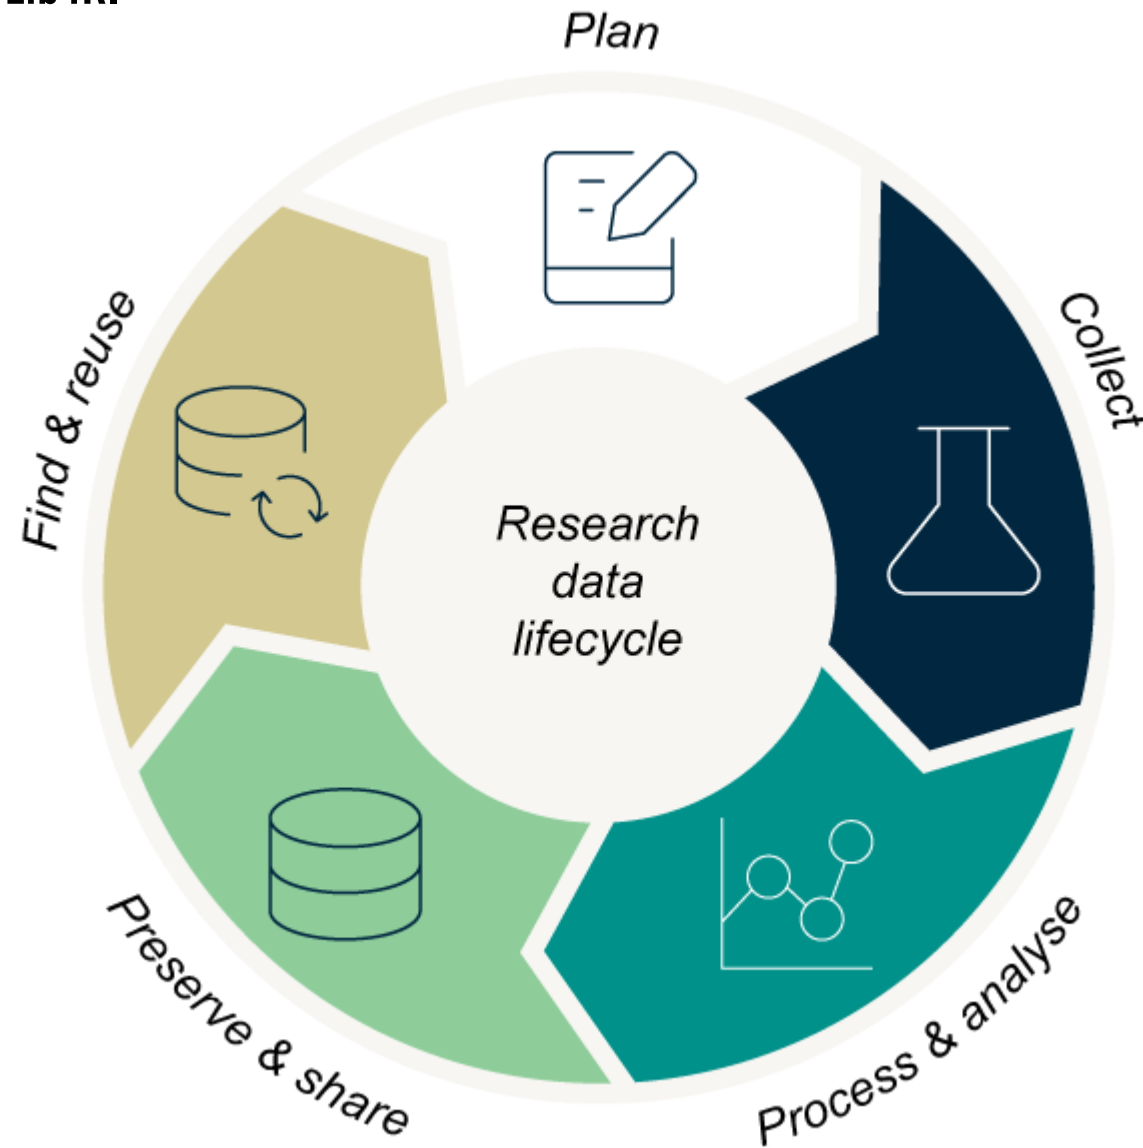 Plan
Collect
Process & analyse
Preserve & share
Find & reuse
Research
data
lifecycle